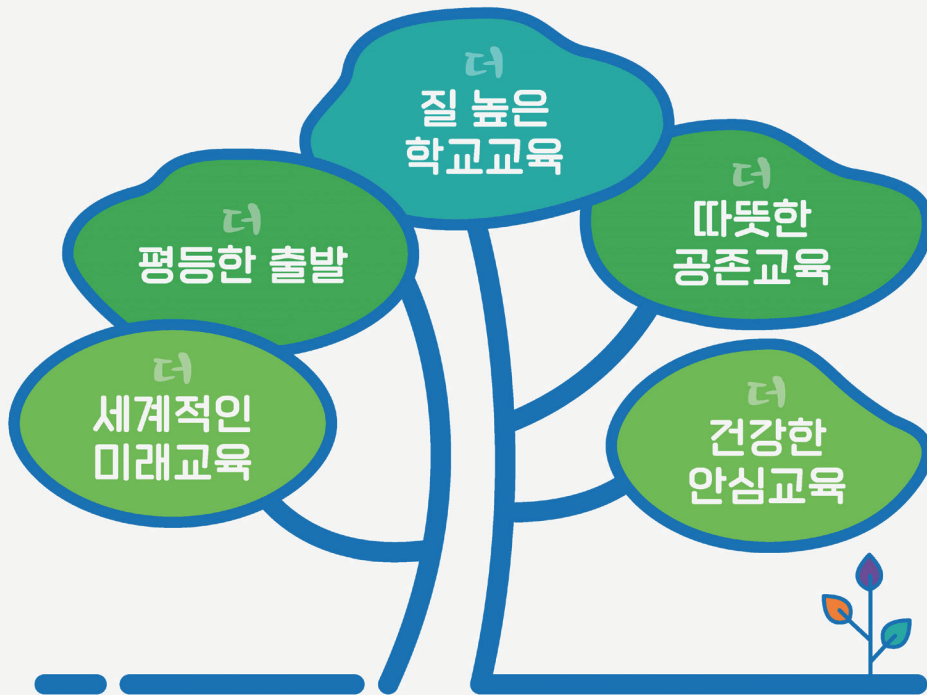 더
질 높은
학교교육
더
평등한 출발
더
따뜻한
공존교육
더
세계적인
미래교육
더
건강한
안심교육